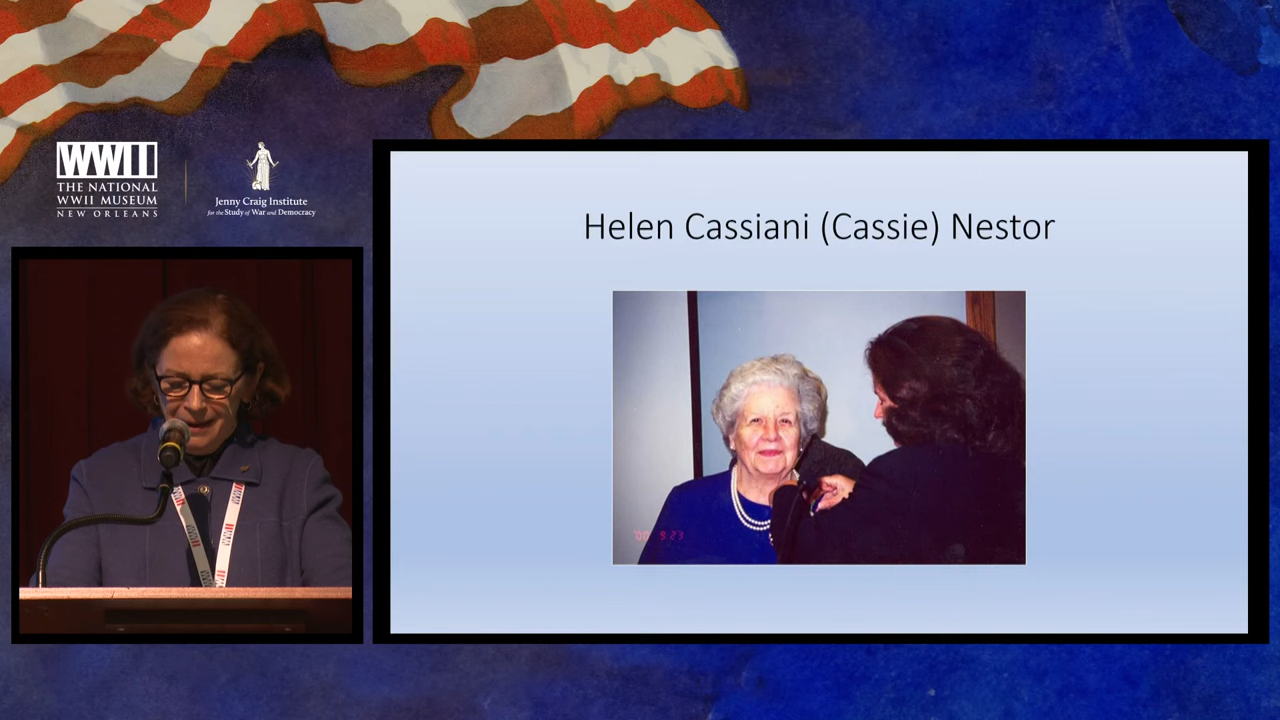 WWII
THE NATIONAL
WWII MUSEUM
NEW ORLEANS
Jenny Craig Institute
for the Study of War and Democracy
Helen Cassiani (Cassie) Nestor
'00 9 23